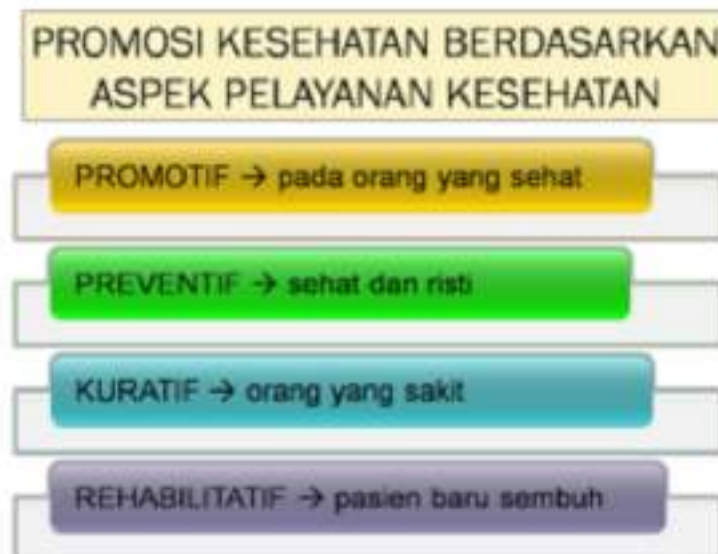 PROMOSI KESEHATAN BERDASARKAN
ASPEK PELAYANAN KESEHATAN
PROMOTIF → pada orang yang sehat
PREVENTIF → sehat dan risti
KURATIF → orang yang sakit
REHABILITATIF → pasien baru sembuh